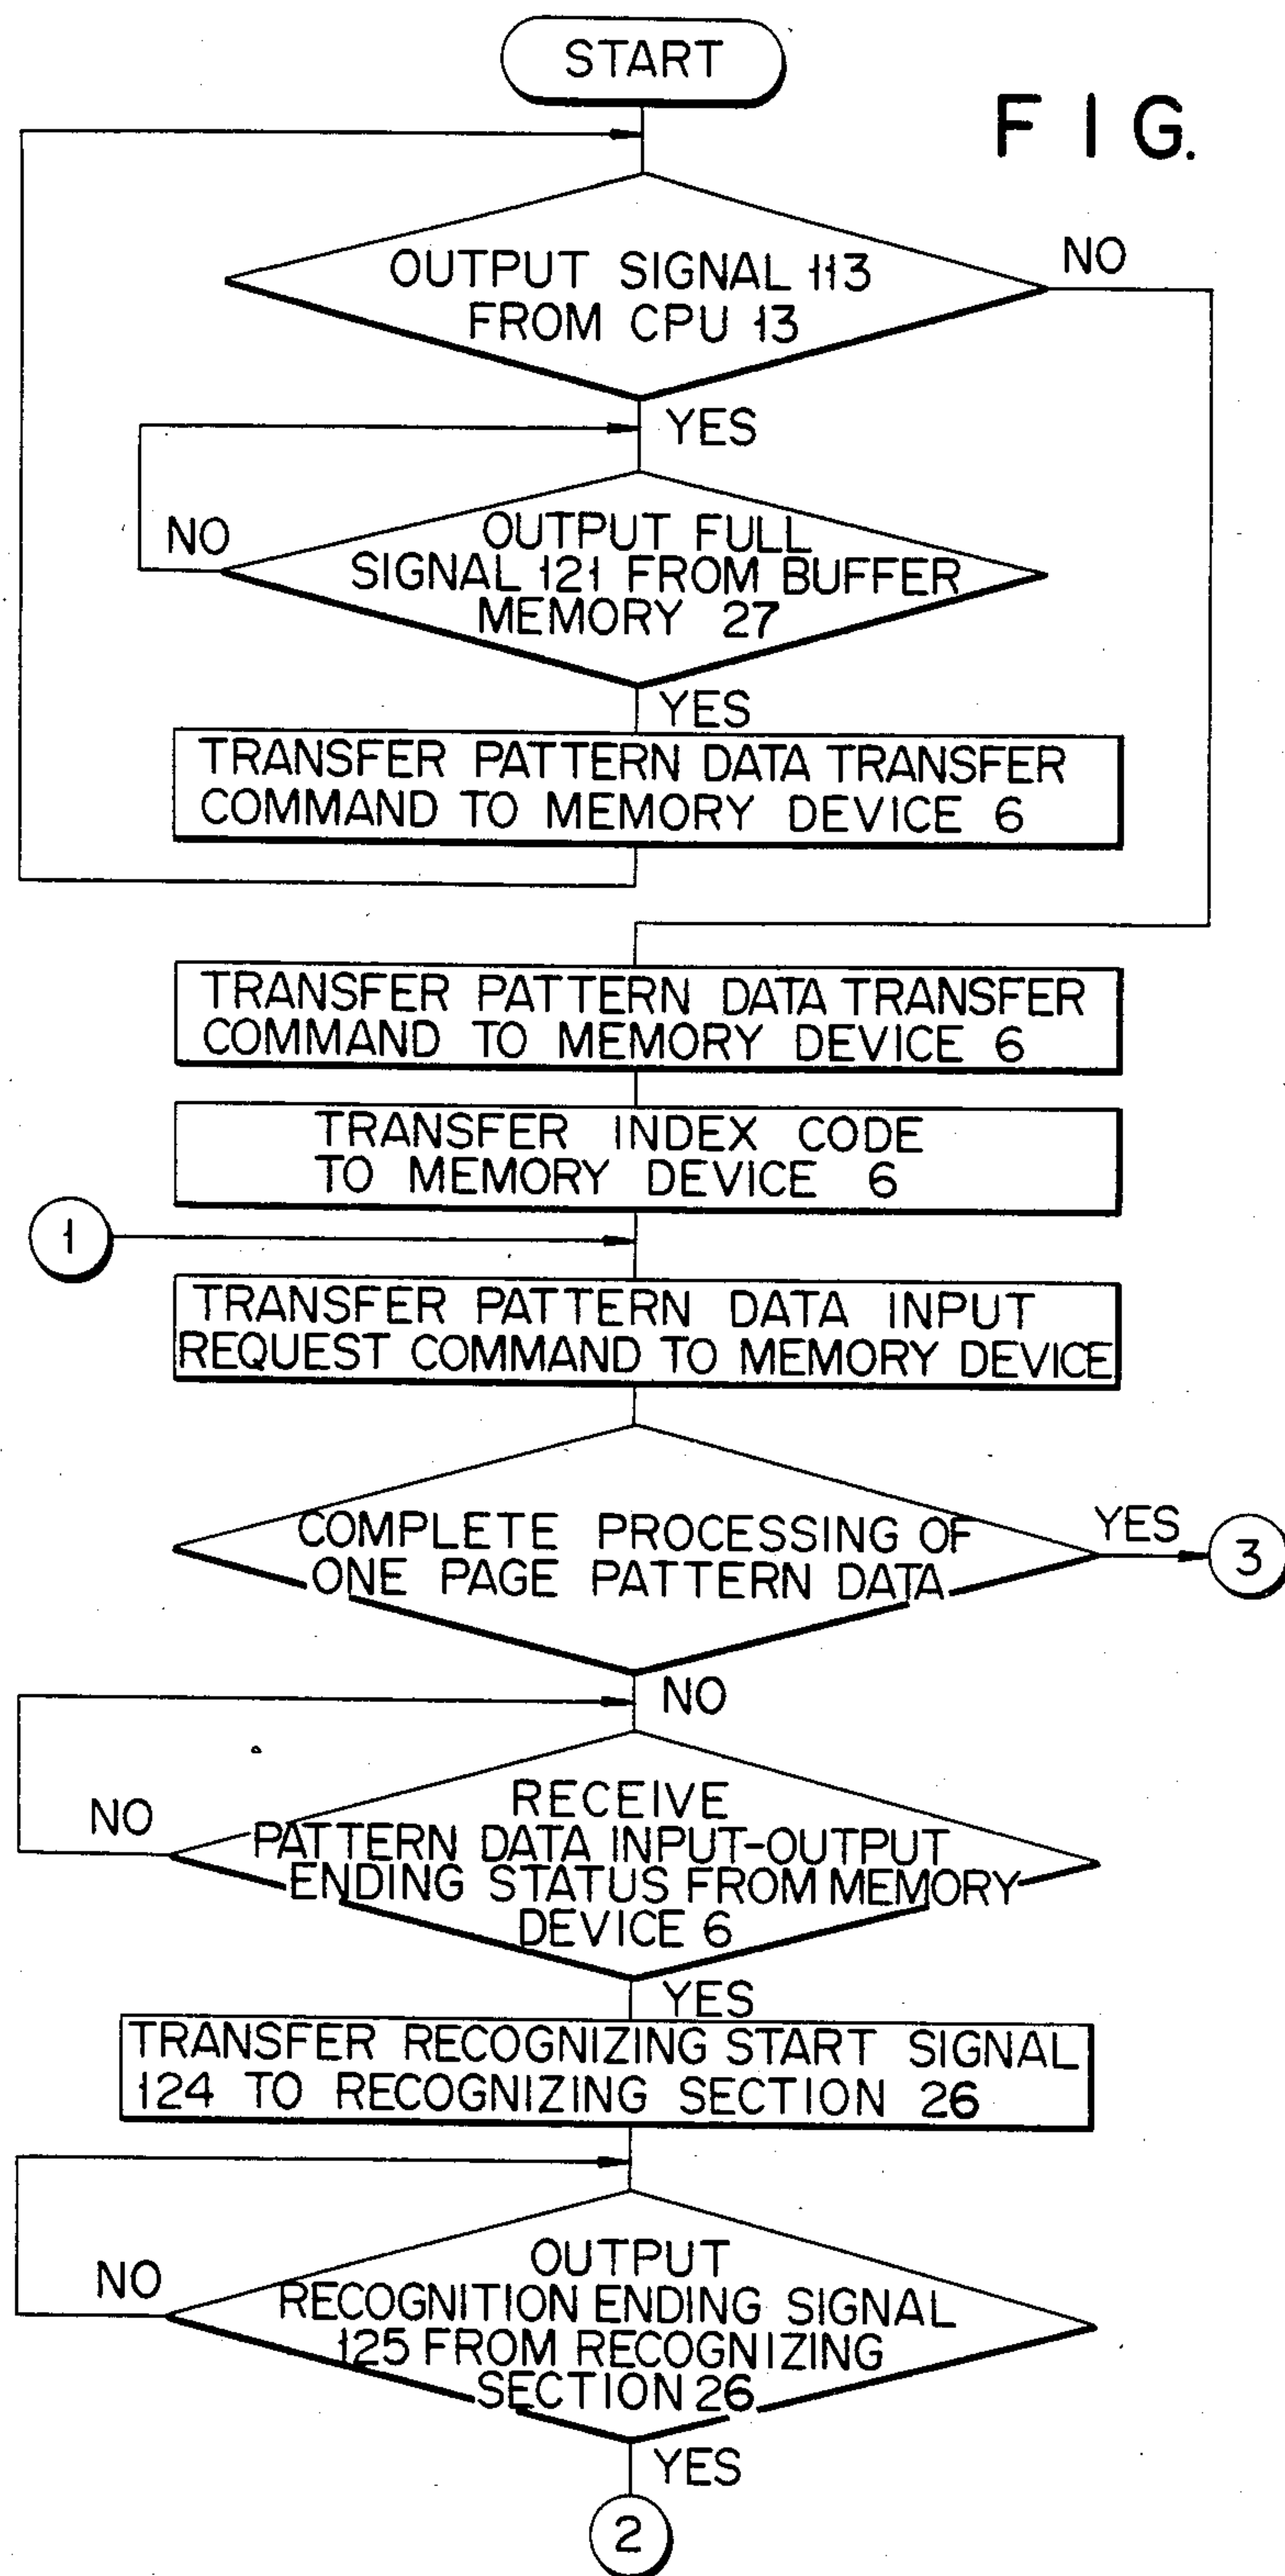 START
FIG.
OUTPUT SIGNAL 113
FROM CPU 13
NO
YES
OUTPUT FULL
SIGNAL 121 FROM BUFFER
MEMORY 27
NO
YES
TRANSFER PATTERN DATA TRANSFER
COMMAND TO MEMORY DEVICE 6
TRANSFER PATTERN DATA TRANSFER
COMMAND TO MEMORY DEVICE 6
TRANSFER INDEX CODE
TO MEMORY DEVICE 6
1
TRANSFER PATTERN DATA INPUT
REQUEST COMMAND TO MEMORY DEVICE
COMPLETE PROCESSING OF
ONE PAGE PATTERN DATA
YES
3
NO
RECEIVE
PATTERN DATA INPUT-OUTPUT
ENDING STATUS FROM MEMORY
DEVICE 6
NO
YES
TRANSFER RECOGNIZING START SIGNAL
124 TO RECOGNIZING SECTION 26
OUTPUT
RECOGNITION ENDING SIGNAL
125 FROM RECOGNIZING
SECTION 26
NO
YES
2